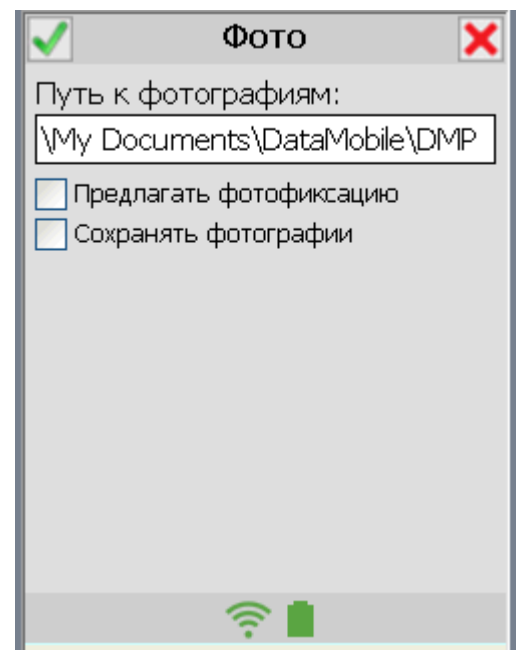 Фото
Путь к фотографиям:
\My Documents\DataMobile\DMP
Предлагать фотофиксацию
Сохранять фотографии